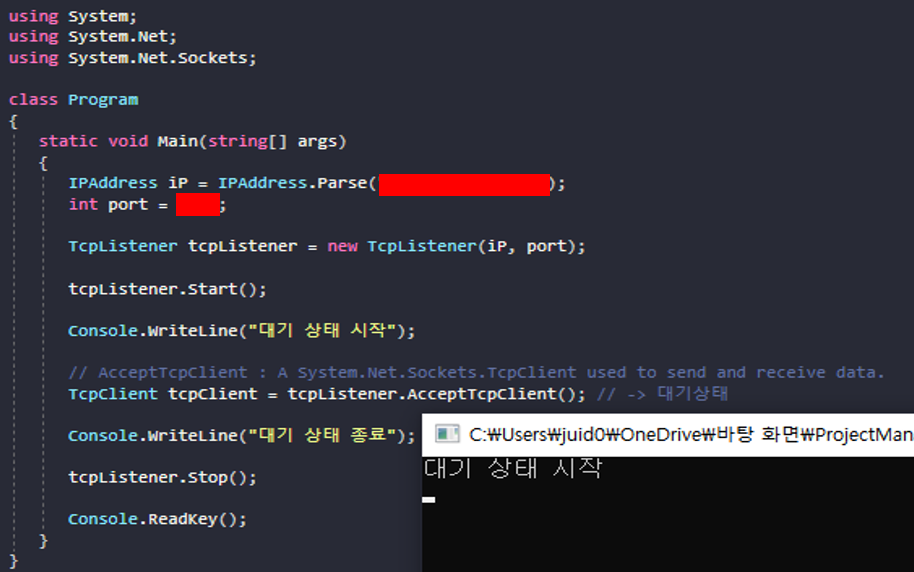 using System;
using System.Net;
using System.Net.Sockets;
class Program
{
static void Main(string[] args)
{
IPAddress iP = IPAddress.Parse( );
int port = ;
TcpListener tcpListener = new TcpListener(iP, port);
tcpListener.Start();
Console.WriteLine("대기 상태 시작");
// AcceptTcpClient : A System.Net.Sockets.TcpClient used to send and receive data.
TcpClient tcpClient = tcpListener.AcceptTcpClient(); // -> 대기상태
Console.WriteLine("대기 상태 종료");
tcpListener.Stop();
Console.ReadKey();
}
}
C:₩Users₩juid0₩OneDrive₩바탕 화면₩ProjectMan
대기 상태 시작